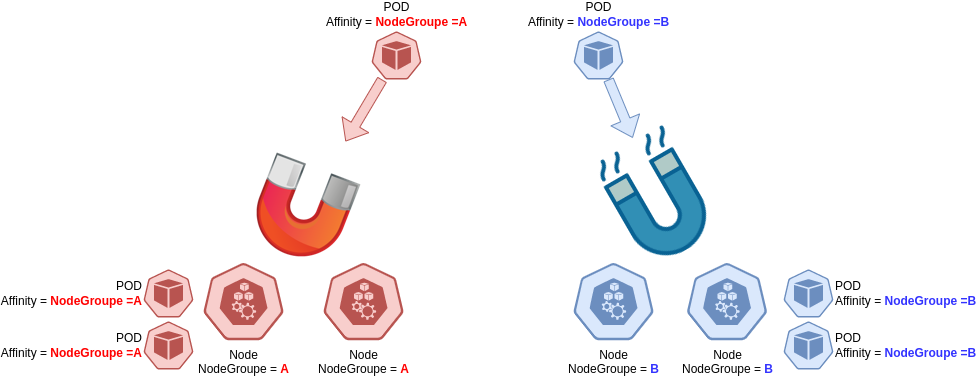 POD
Affinity = NodeGroupe =A
POD
Affinity = NodeGroupe =B
POD
Affinity = NodeGroupe =A
POD
Affinity = NodeGroupe =A
Node
NodeGroupe = A
Node
NodeGroupe = A
Node
NodeGroupe = B
Node
NodeGroupe = B
POD
Affinity = NodeGroupe =B
POD
Affinity = NodeGroupe =B